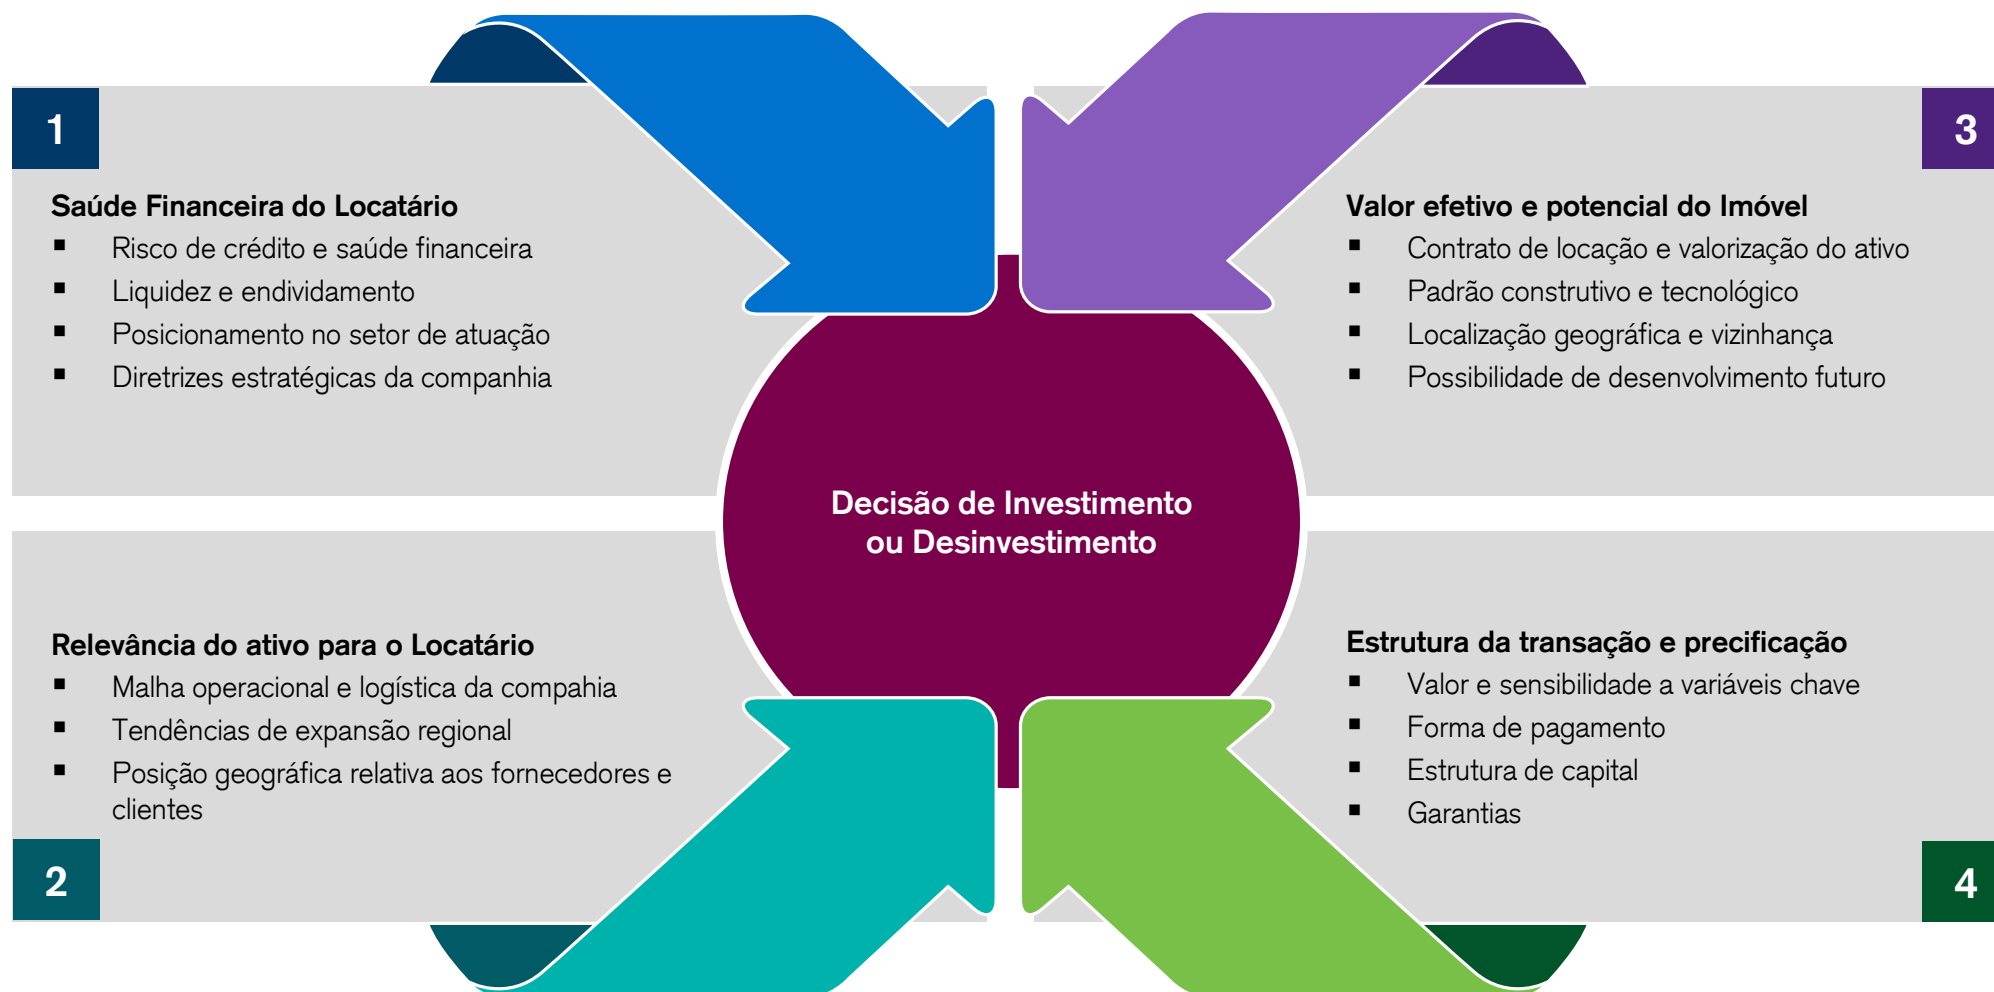 1
Saúde Financeira do Locatário
▪ Risco de crédito e saúde financeira
▪ Liquidez e endividamento
▪ Posicionamento no setor de atuação
▪ Diretrizes estratégicas da companhia
Relevância do ativo para o Locatário
▪ Malha operacional e logística da compahia
▪ Tendências de expansão regional
▪ Posição geográfica relativa aos fornecedores e
clientes
2
Decisão de Investimento
ou Desinvestimento
3
Valor efetivo e potencial do Imóvel
▪ Contrato de locação e valorização do ativo
▪ Padrão construtivo e tecnológico
▪ Localização geográfica e vizinhança
▪ Possibilidade de desenvolvimento futuro
Estrutura da transação e precificação
▪ Valor e sensibilidade a variáveis chave
▪ Forma de pagamento
▪ Estrutura de capital
▪ Garantias
4